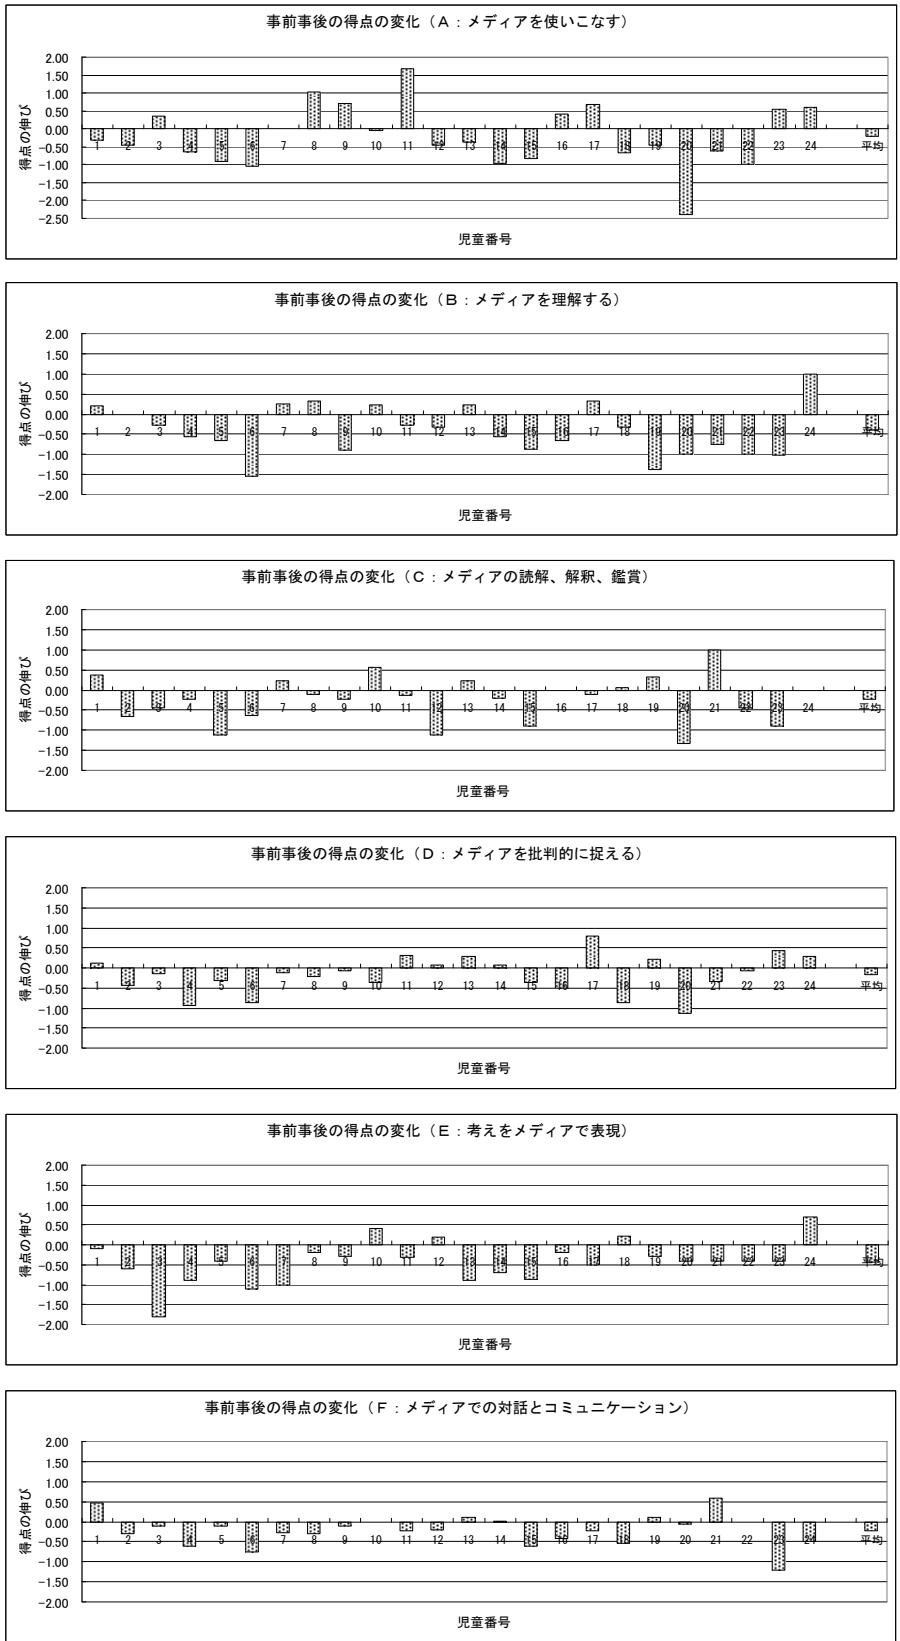 事前事後の得点の変化（A：メディアを使いこなす）
2.00
1.50
1.00
0.50
0.00
-0.50
-1.00
-1.50
-2.00
-2.50
得点の伸び
1 2 3 4 5 6 7 8 9 10 11 12 13 14 15 16 17 18 19 20 21 22 23 24 平均
児童番号
事前事後の得点の変化（B：メディアを理解する）
2.00
1.50
1.00
0.50
0.00
-0.50
-1.00
-1.50
-2.00
得点の伸び
1 2 3 4 5 6 7 8 9 10 11 12 13 14 15 16 17 18 19 20 21 22 23 24 平均
児童番号
事前事後の得点の変化（C：メディアの読解、解釈、鑑賞）
2.00
1.50
1.00
0.50
0.00
-0.50
-1.00
-1.50
-2.00
得点の伸び
1 2 3 4 5 6 7 8 9 10 11 12 13 14 15 16 17 18 19 20 21 22 23 24 平均
児童番号
事前事後の得点の変化（D：メディアを批判的に捉える）
2.00
1.50
1.00
0.50
0.00
-0.50
-1.00
-1.50
-2.00
得点の伸び
1 2 3 4 5 6 7 8 9 10 11 12 13 14 15 16 17 18 19 20 21 22 23 24 平均
児童番号
事前事後の得点の変化（E：考えをメディアで表現）
2.00
1.50
1.00
0.50
0.00
-0.50
-1.00
-1.50
-2.00
得点の伸び
1 2 3 4 5 6 7 8 9 10 11 12 13 14 15 16 17 18 19 20 21 22 23 24 平均
児童番号
事前事後の得点の変化（F：メディアでの対話とコミュニケーション）
2.00
1.50
1.00
0.50
0.00
-0.50
-1.00
-1.50
-2.00
得点の伸び
1 2 3 4 5 6 7 8 9 10 11 12 13 14 15 16 17 18 19 20 21 22 23 24 平均
児童番号